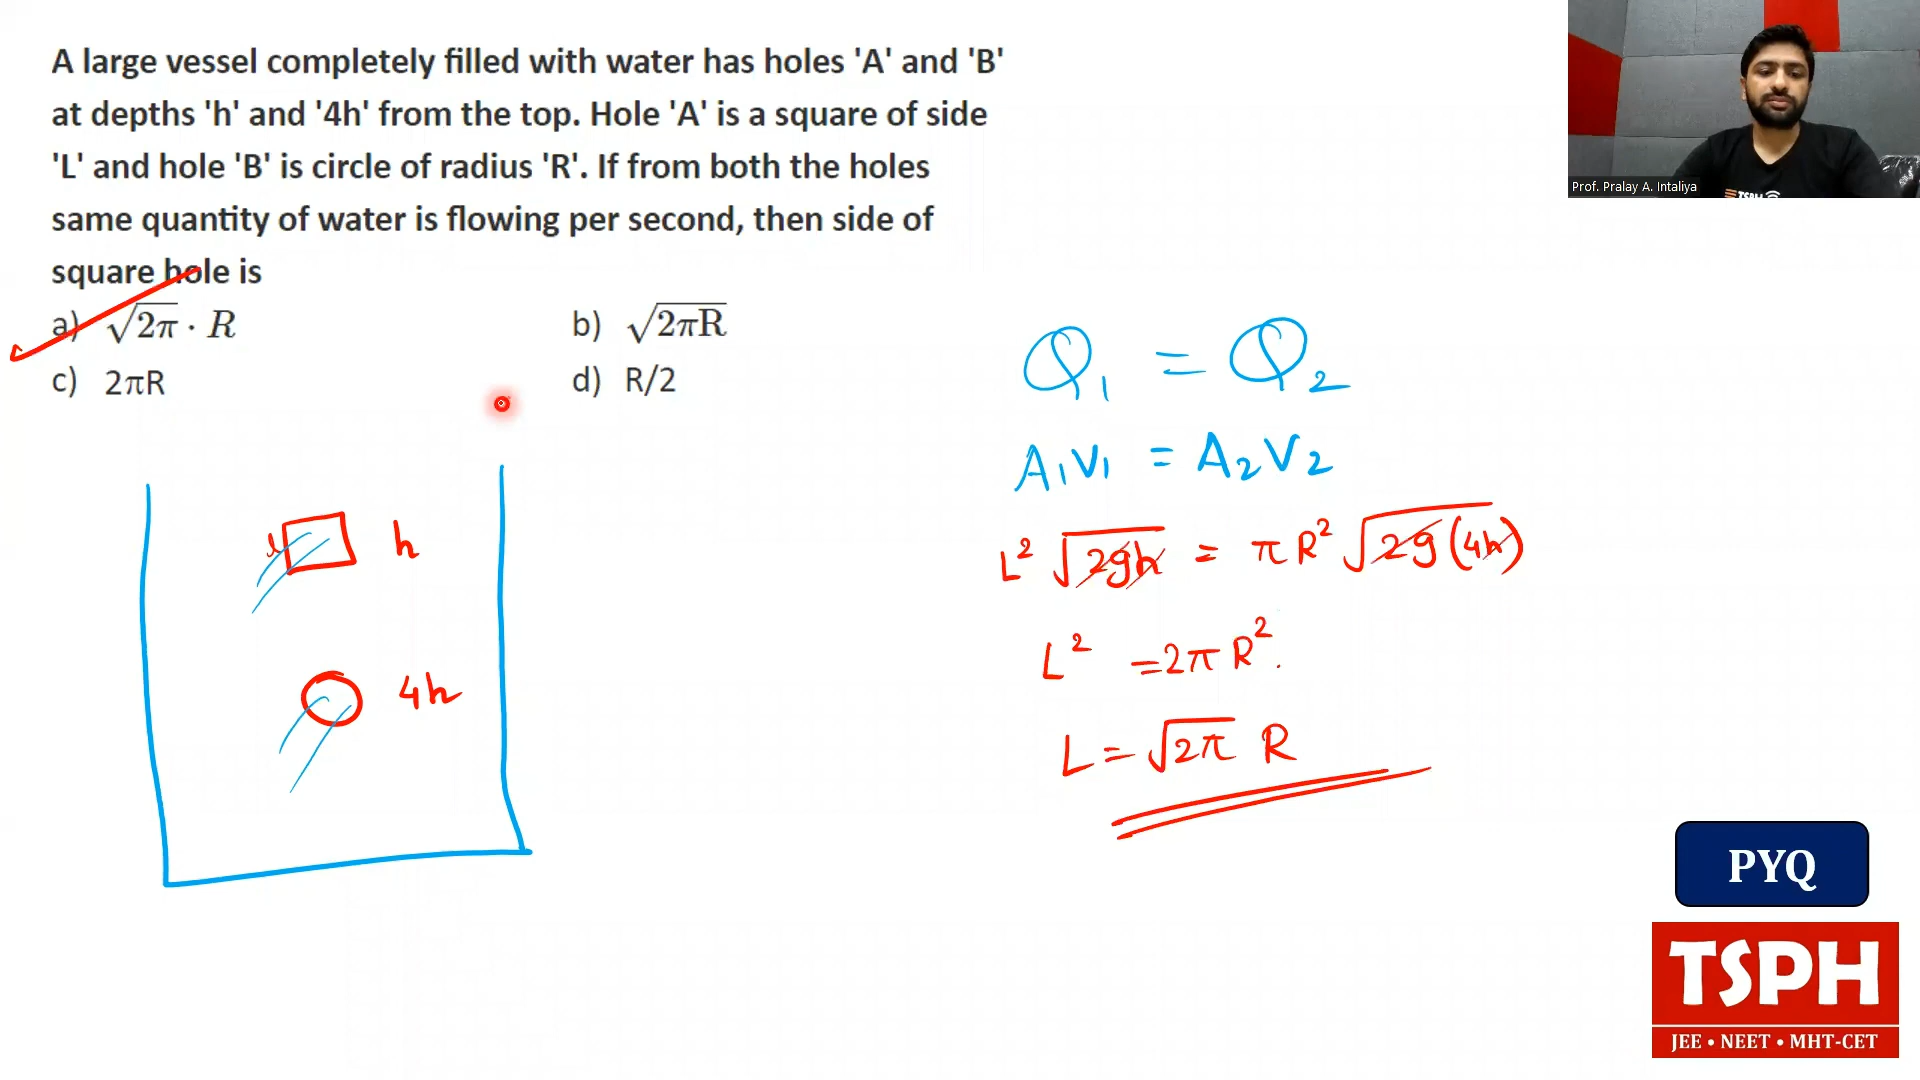 A large vessel completely filled with water has holes 'A' and 'B'
at depths 'h' and '4h' from the top. Hole 'A' is a square of side
'L' and hole 'B' is circle of radius 'R'. If from both the holes
same quantity of water is flowing per second, then side of
square hole is
a) √2π · R
b) √2πR
c) 2πR
d) R/2
Q₁ = Q₂
A₁V₁ = A₂V₂
L² √2gh = πR² √2g(4h)
L² = 2πR².
L = √2π R
l h
4h
Prof. Pralay A. Intaliya
TSPH
PYQ
TSPH
JEE • NEET • MHT-CET